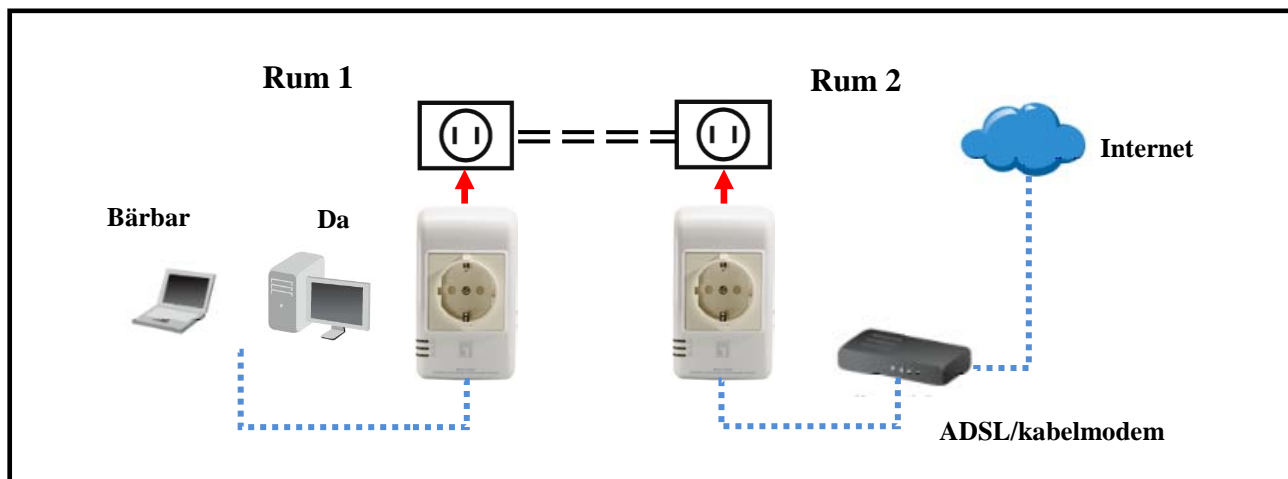 Rum 1
Rum 2
Internet
Bärbar
Da
ADSL/kabelmodem